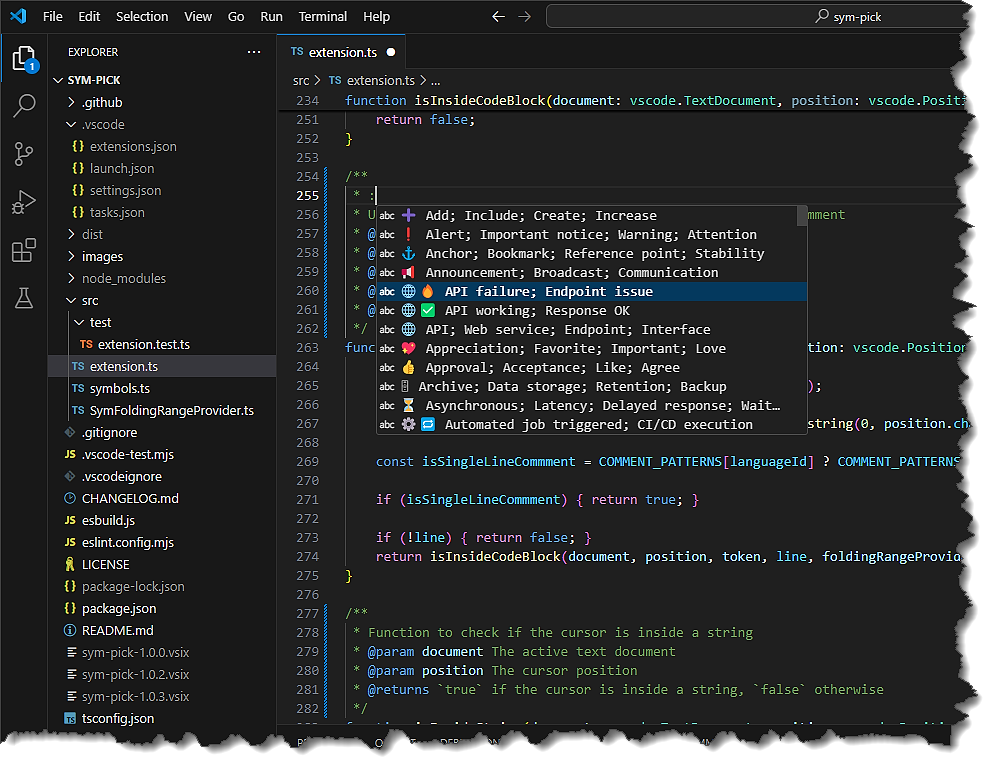 File Edit Selection View Go Run Terminal Help
sym-pick
1
EXPLORER
SYM-PICK
.github
.vscode
{} extensions.json
{} launch.json
{} settings.json
{} tasks.json
dist
images
node_modules
src
test
TS extension.test.ts
TS extension.ts
TS symbols.ts
TS SymFoldingRangeProvider.ts
.gitignore
JS .vscode-test.mjs
.vscodeignore
CHANGELOG.md
JS esbuild.js
JS eslint.config.mjs
LICENSE
{} package-lock.json
{} package.json
README.md
sym-pick-1.0.0.vsix
sym-pick-1.0.2.vsix
sym-pick-1.0.3.vsix
TS tsconfig.json
TS extension.ts ●
src > TS extension.ts > ...
234 function isInsideCodeBlock(document: vscode.TextDocument, position: vscode.Positi
251 return false;
252 }
253
254 /**
255 * :
256 * U mment
257 * @
258 * @
259 * @
260 * @
261 * @
262 */
263 func tion: vscode.Position
264
265 );
266
267 string(0, position.ch
268
269 const isSingleLineCommment = COMMENT_PATTERNS[languageId] ? COMMENT_PATTERNS
270
271 if (isSingleLineCommment) { return true; }
272
273 if (!line) { return false; }
274 return isInsideCodeBlock(document, position, token, line, foldingRangeProvid
275 }
276
277 /**
278 * Function to check if the cursor is inside a string
279 * @param document The active text document
280 * @param position The cursor position
281 * @returns `true` if the cursor is inside a string, `false` otherwise
282 */
abc ➕ Add; Include; Create; Increase
abc ❗ Alert; Important notice; Warning; Attention
abc ⚓ Anchor; Bookmark; Reference point; Stability
abc 📢 Announcement; Broadcast; Communication
abc 🌐🔥 API failure; Endpoint issue
abc 🌐✅ API working; Response OK
abc 🌐 API; Web service; Endpoint; Interface
abc 💖 Appreciation; Favorite; Important; Love
abc 👍 Approval; Acceptance; Like; Agree
abc 🗄 Archive; Data storage; Retention; Backup
abc ⏳ Asynchronous; Latency; Delayed response; Wait…
abc ⚙🔁 Automated job triggered; CI/CD execution